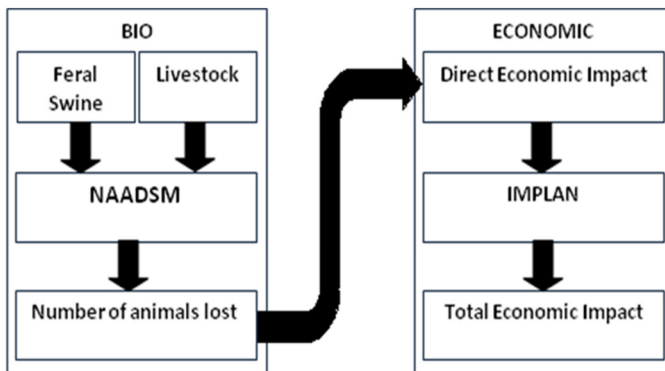 BIO
Feral
Swine
Livestock
NAADSM
Number of animals lost
ECONOMIC
Direct Economic Impact
IMPLAN
Total Economic Impact